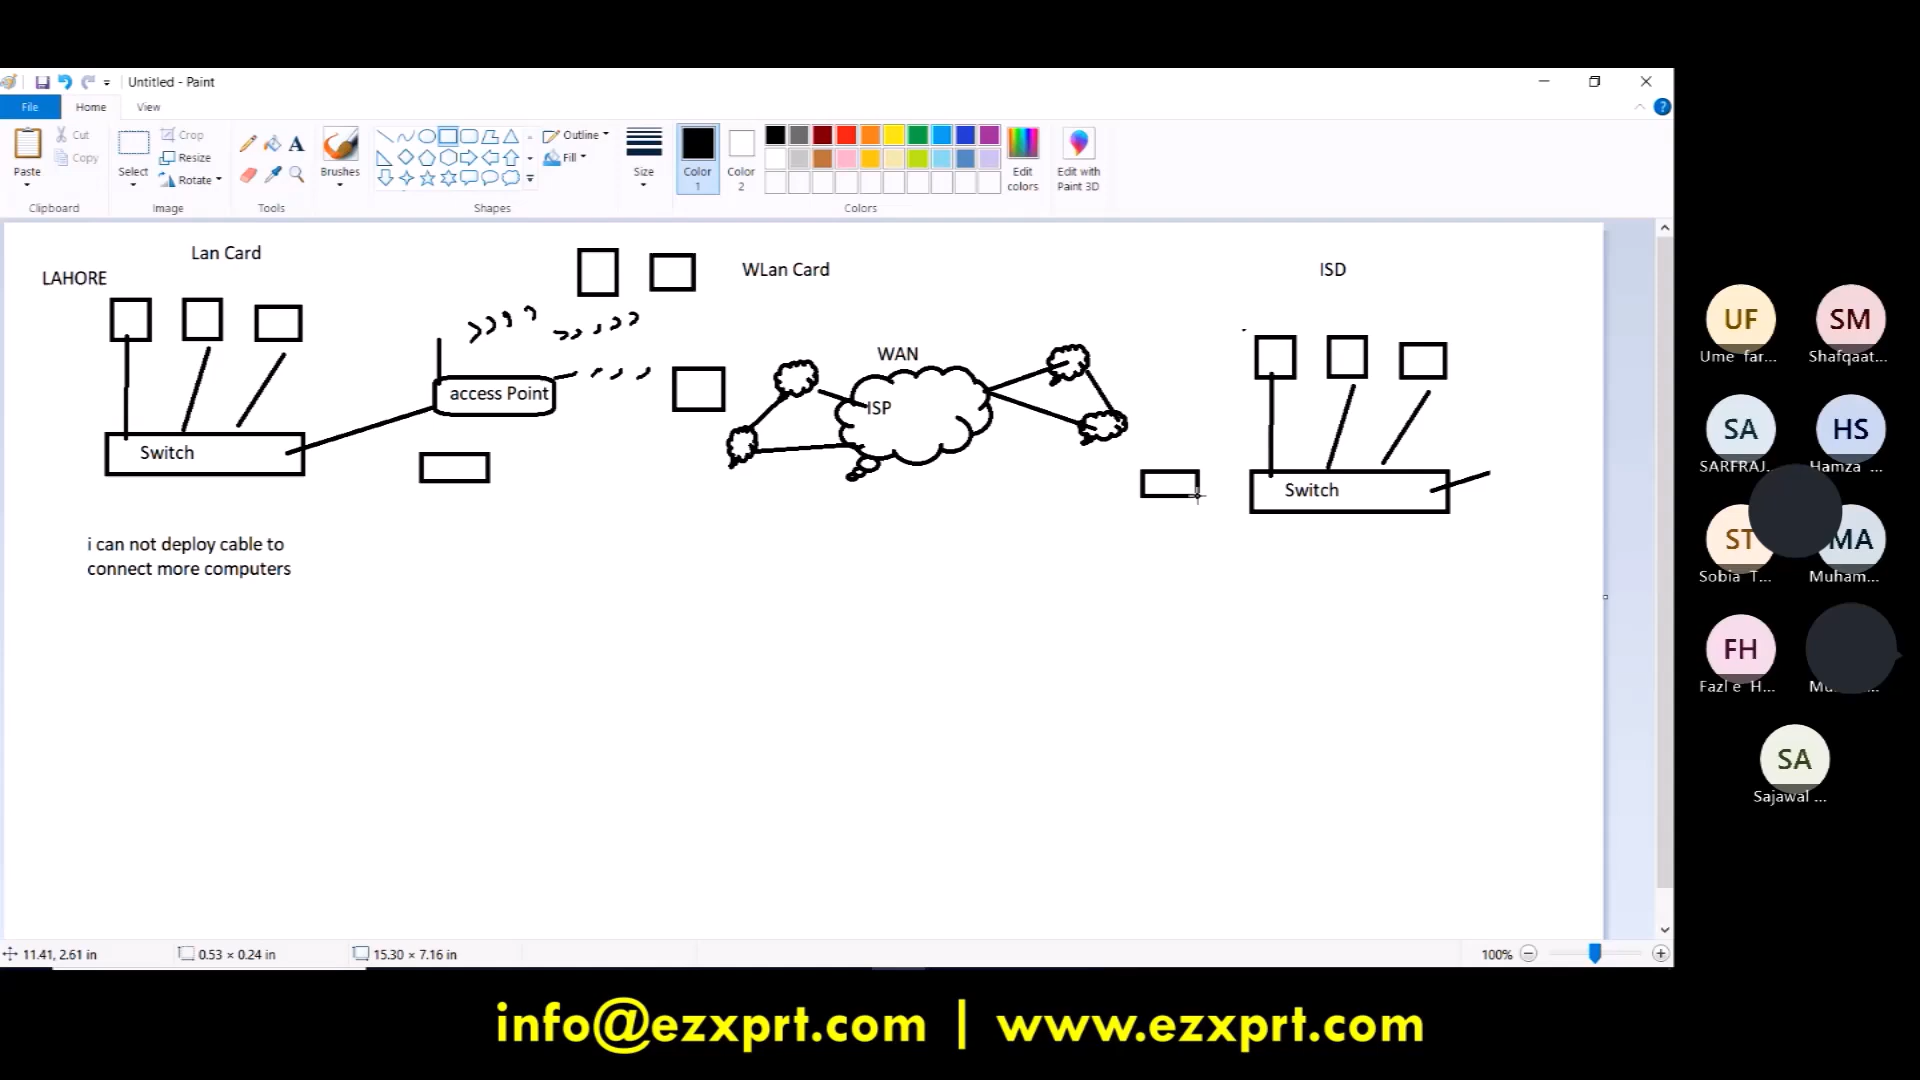 Untitled - Paint
File
Home
View
Paste
Cut
Copy
Clipboard
Select
Crop
Resize
Rotate
Image
Tools
Brushes
Shapes
Outline
Fill
Size
Color 1
Color 2
Edit colors
Edit with Paint 3D
Colors
Lan Card
LAHORE
WLan Card
ISD
access Point
WAN
ISP
Switch
Switch
i can not deploy cable to
connect more computers
UF
Ume far...
SM
Shafqaat...
SA
SARFRAJ...
HS
Hamza ...
ST
Sobia T...
MA
Muham...
FH
Fazl e H...
SA
Sajawal ...
11.41, 2.61 in
0.53 × 0.24 in
15.30 × 7.16 in
100%
info@ezxprt.com | www.ezxprt.com